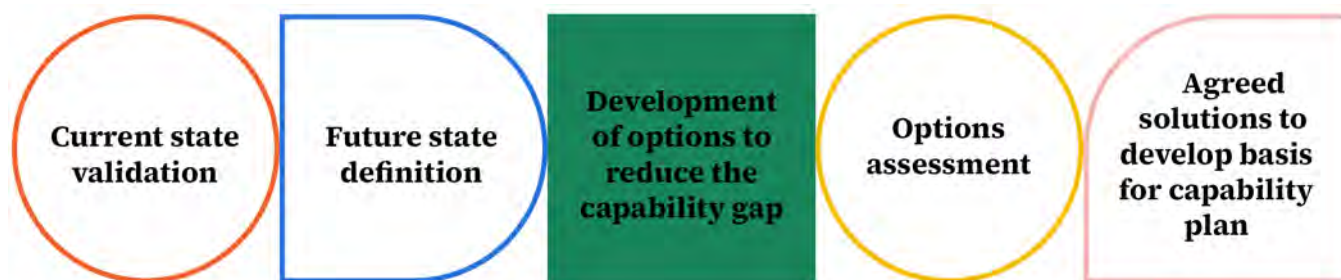 Current state
validation
Future state
definition
Development
of options to
reduce the
capability gap
Options
assessment
Agreed
solutions to
develop basis
for capability
plan